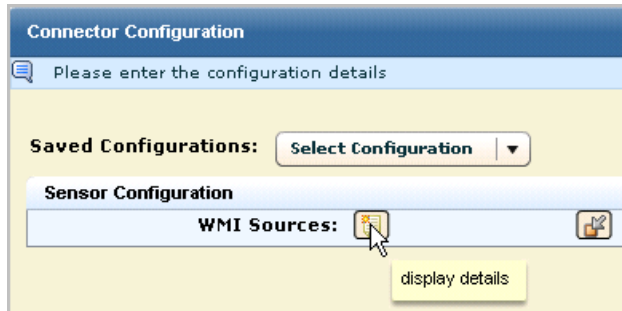 Connector Configuration
Please enter the configuration details
Saved Configurations: Select Configuration
Sensor Configuration
WMI Sources:
display details